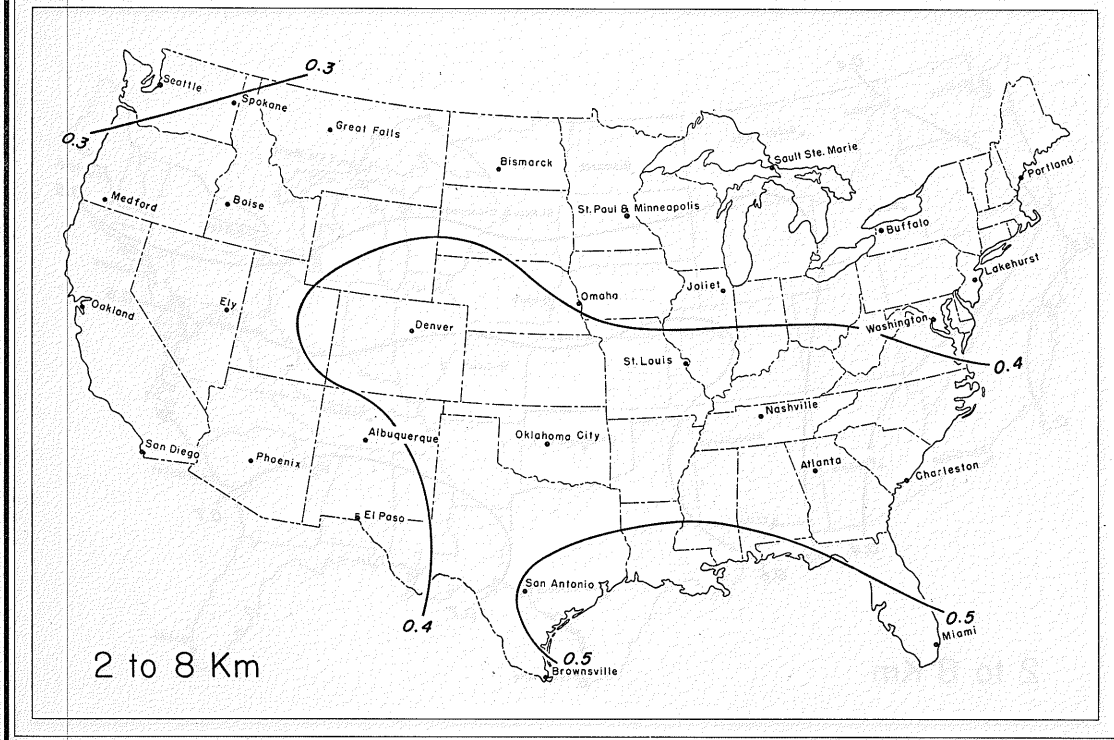 0.3
Seattle
Spokane
0.3
Great Falls
Bismarck
Sault Ste. Marie
Portland
Medford
Boise
St. Paul & Minneapolis
Buffalo
Lakehurst
Oakland
Ely
Denver
Omaha
Joliet
Washington
St. Louis
0.4
Nashville
San Diego
Phoenix
Albuquerque
Oklahoma City
Atlanta
Charleston
El Paso
San Antonio
0.4
0.5
Miami
0.5
Brownsville
2 to 8 Km